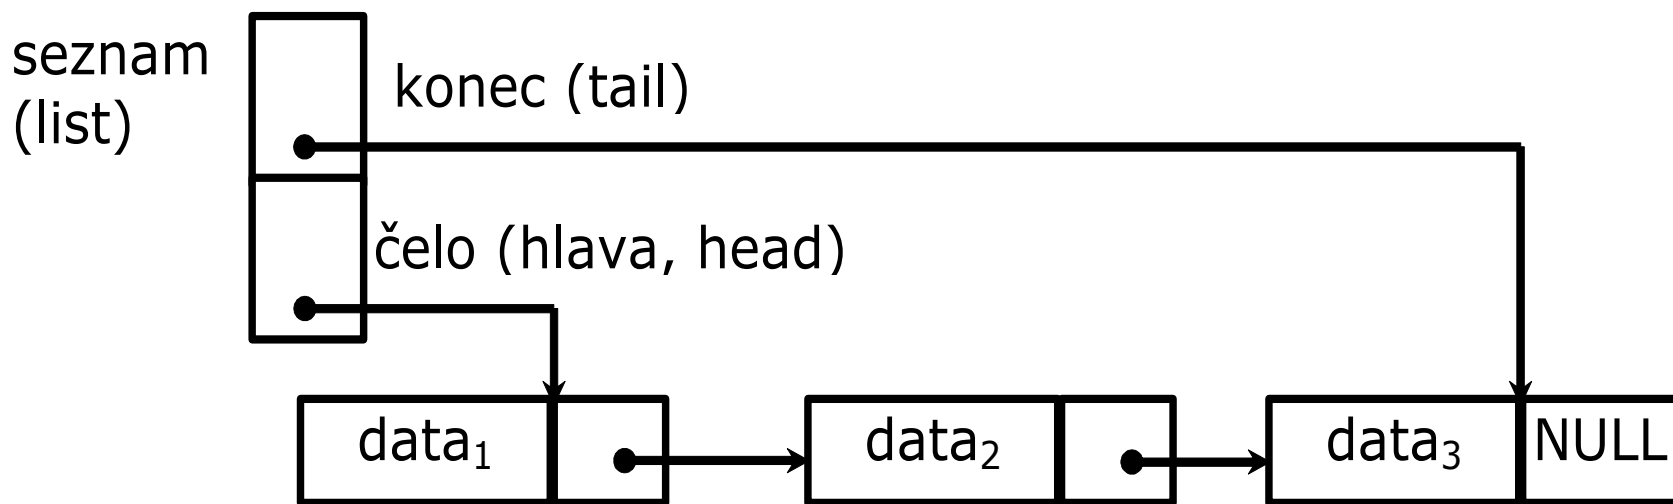 seznam
(list)
konec (tail)
čelo (hlava, head)
data₁
data₂
data₃
NULL